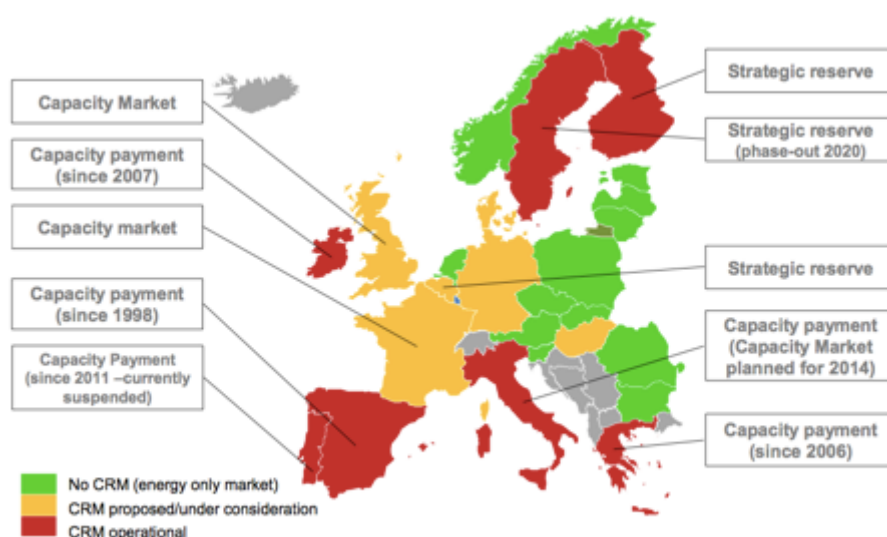 Capacity Market
Capacity payment
(since 2007)
Capacity market
Capacity payment
(since 1998)
Capacity Payment
(since 2011 –currently
suspended)
Strategic reserve
Strategic reserve
(phase-out 2020)
Strategic reserve
Capacity payment
(Capacity Market
planned for 2014)
Capacity payment
(since 2006)
No CRM (energy only market)
CRM proposed/under consideration
CRM operational